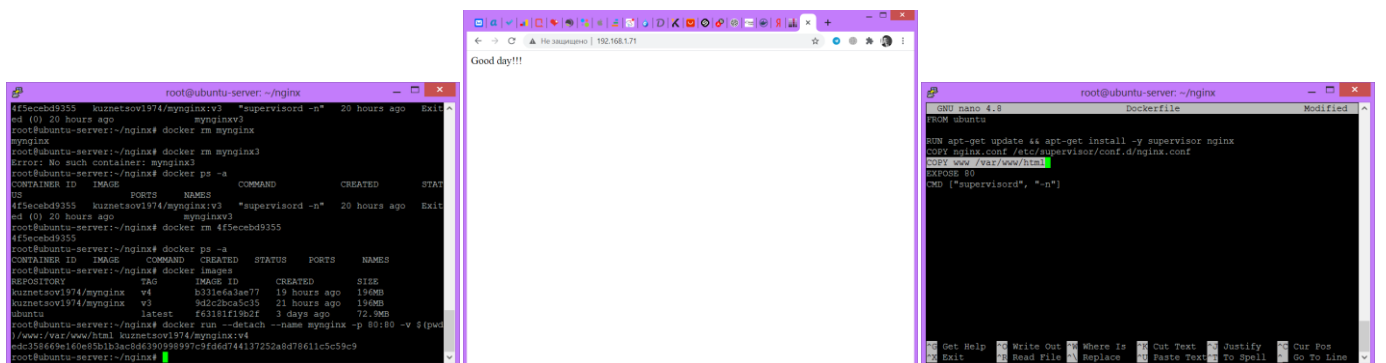 root@ubuntu-server: ~/nginx
4f5ecebd9355 kuznetsov1974/mynginx:v3 "supervisord -n" 20 hours ago Exit
ed (0) 20 hours ago mynginxv3
root@ubuntu-server:~/nginx# docker rm mynginx
mynginx
root@ubuntu-server:~/nginx# docker rm mynginx3
Error: No such container: mynginx3
root@ubuntu-server:~/nginx# docker ps -a
CONTAINER ID IMAGE COMMAND CREATED STAT
US PORTS NAMES
4f5ecebd9355 kuznetsov1974/mynginx:v3 "supervisord -n" 20 hours ago Exit
ed (0) 20 hours ago mynginxv3
root@ubuntu-server:~/nginx# docker rm 4f5ecebd9355
4f5ecebd9355
root@ubuntu-server:~/nginx# docker ps -a
CONTAINER ID IMAGE COMMAND CREATED STATUS PORTS NAMES
root@ubuntu-server:~/nginx# docker images
REPOSITORY TAG IMAGE ID CREATED SIZE
kuznetsov1974/mynginx v4 b331e6a3ae77 19 hours ago 196MB
kuznetsov1974/mynginx v3 9d2c2bca5c35 21 hours ago 196MB
ubuntu latest f63181f19b2f 3 days ago 72.9MB
root@ubuntu-server:~/nginx# docker run --detach --name mynginx -p 80:80 -v $(pwd
)/www:/var/www/html kuznetsov1974/mynginx:v4
edc358669e160e85b1b3ac8d6390998997c9fd6d744137252a8d78611c5c59c9
root@ubuntu-server:~/nginx#
Не защищено | 192.168.1.71
Good day!!!
root@ubuntu-server: ~/nginx
GNU nano 4.8 Dockerfile Modified
FROM ubuntu
RUN apt-get update && apt-get install -y supervisor nginx
COPY nginx.conf /etc/supervisor/conf.d/nginx.conf
COPY www /var/www/html
EXPOSE 80
CMD ["supervisord", "-n"]
^G Get Help ^O Write Out ^W Where Is ^K Cut Text ^J Justify ^C Cur Pos
^X Exit ^R Read File ^\ Replace ^U Paste Text ^T To Spell ^_ Go To Line